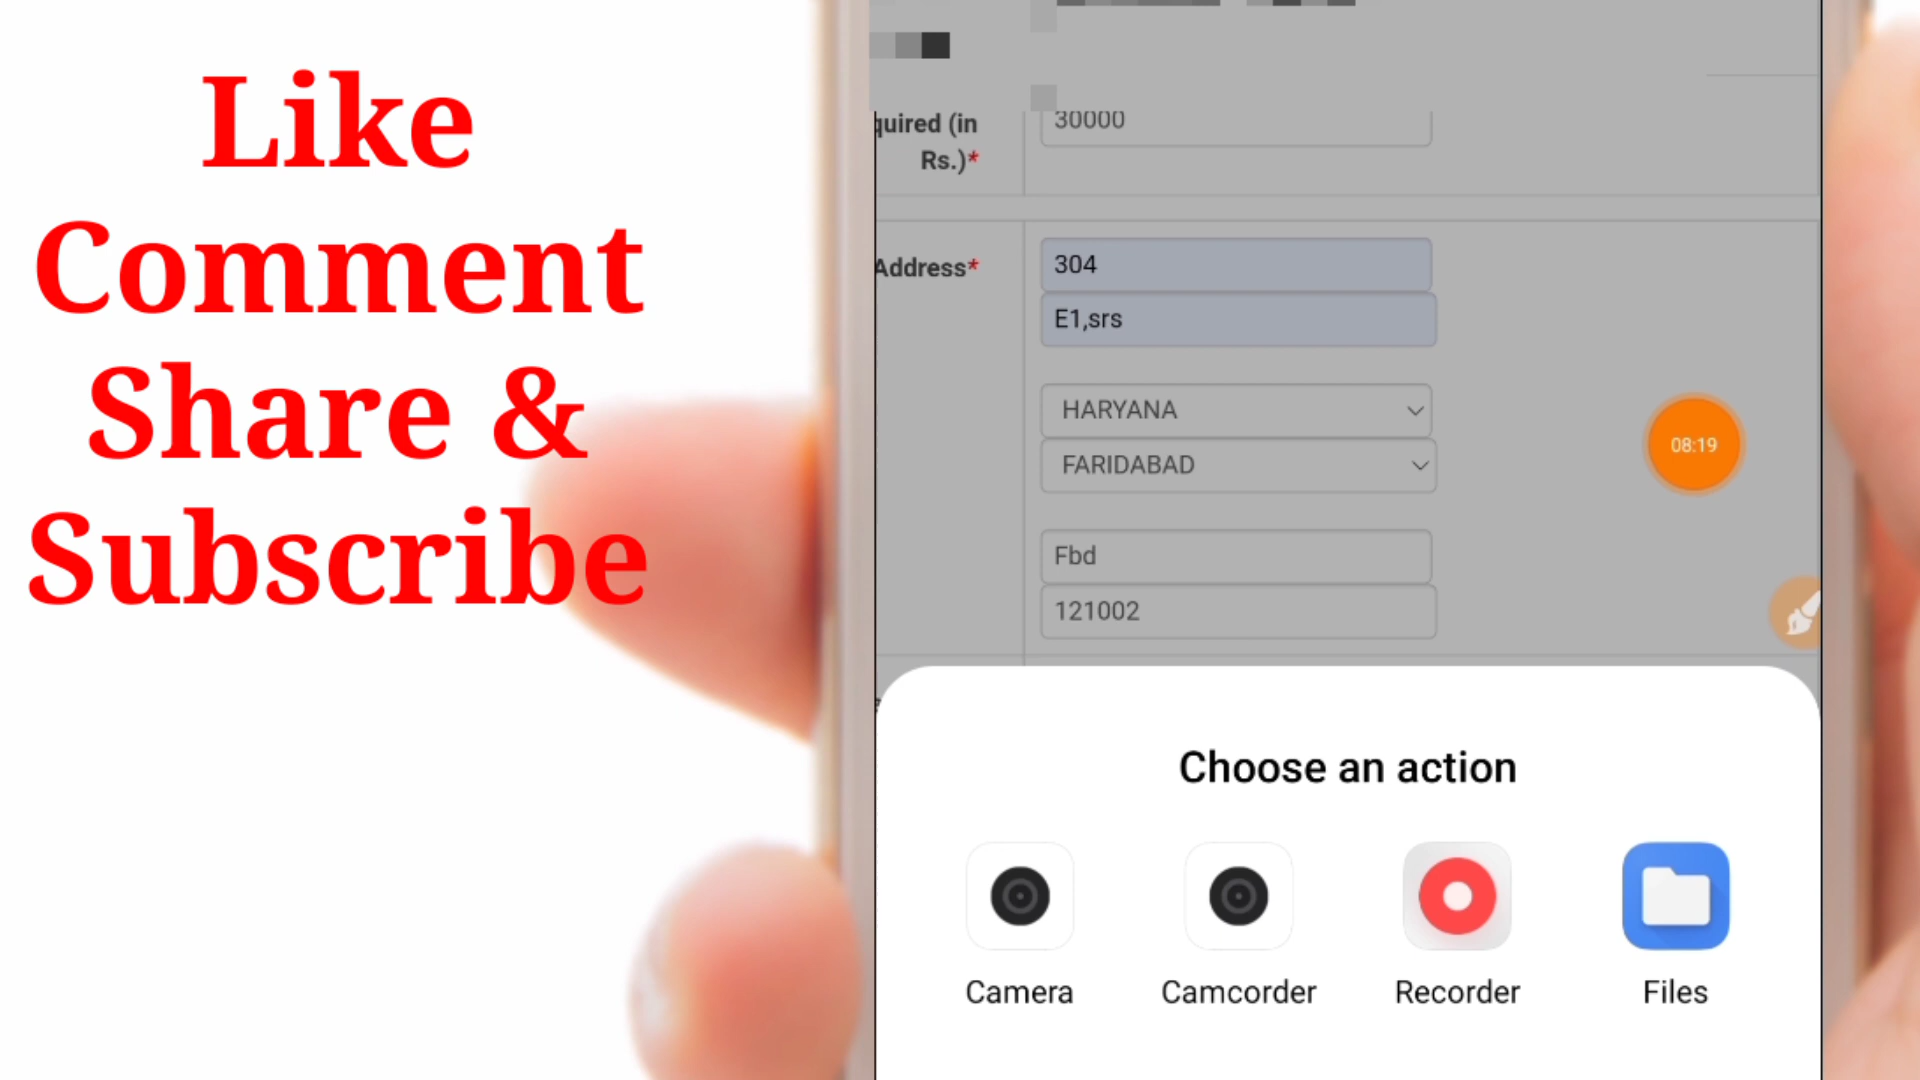 Like
Comment
Share &
Subscribe
quired (in
Rs.)*
30000
Address*
304
E1,srs
HARYANA
FARIDABAD
08:19
Fbd
121002
Choose an action
Camera
Camcorder
Recorder
Files